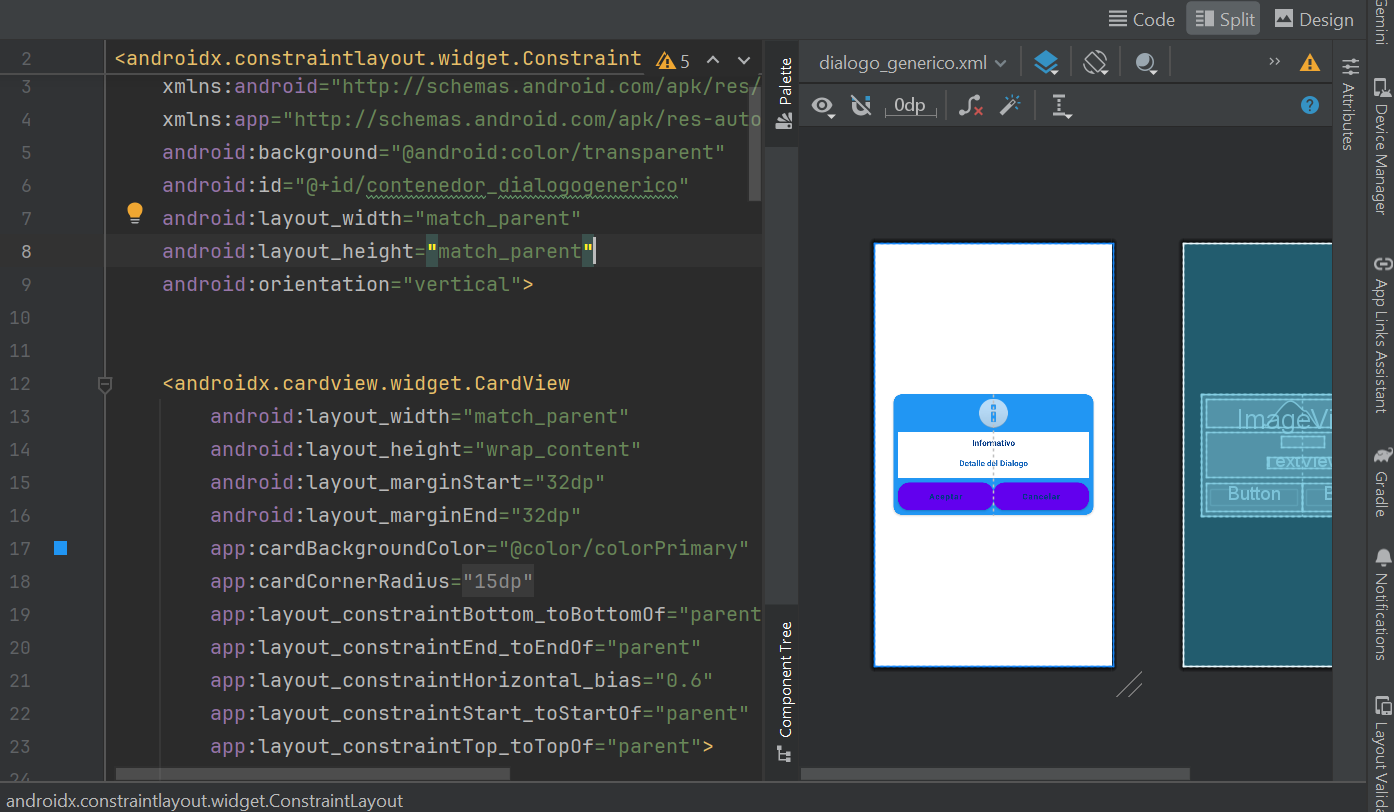 Code Split Design
2 <androidx.constraintlayout.widget.Constraint 5
3 xmlns:android="http://schemas.android.com/apk/res/
4 xmlns:app="http://schemas.android.com/apk/res-auto
5 android:background="@android:color/transparent"
6 android:id="@+id/contenedor_dialogogenerico"
7 android:layout_width="match_parent"
8 android:layout_height="match_parent"
9 android:orientation="vertical">
10
11
12 <androidx.cardview.widget.CardView
13 android:layout_width="match_parent"
14 android:layout_height="wrap_content"
15 android:layout_marginStart="32dp"
16 android:layout_marginEnd="32dp"
17 app:cardBackgroundColor="@color/colorPrimary"
18 app:cardCornerRadius="15dp"
19 app:layout_constraintBottom_toBottomOf="parent
20 app:layout_constraintEnd_toEndOf="parent"
21 app:layout_constraintHorizontal_bias="0.6"
22 app:layout_constraintStart_toStartOf="parent"
23 app:layout_constraintTop_toTopOf="parent">
24
Palette
Component Tree
dialogo_generico.xml
0dp
Informativo
Detalle del Dialogo
ImageVi
TextView
Button
Attributes
Gemini
Device Manager
App Links Assistant
Gradle
Notifications
Layout Valida
androidx.constraintlayout.widget.ConstraintLayout